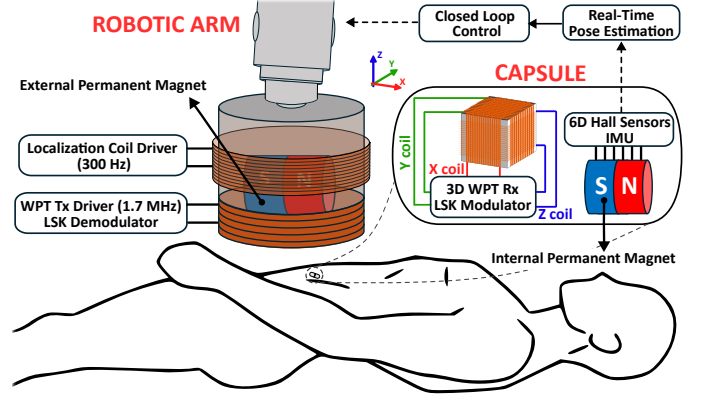 ROBOTIC ARM
Closed Loop
Control
Real-Time
Pose Estimation
External Permanent Magnet
Z
Y
X
CAPSULE
Localization Coil Driver
(300 Hz)
WPT Tx Driver (1.7 MHz)
LSK Demodulator
S N
Y coil
X coil
3D WPT Rx
LSK Modulator
Z coil
6D Hall Sensors
IMU
S N
Internal Permanent Magnet